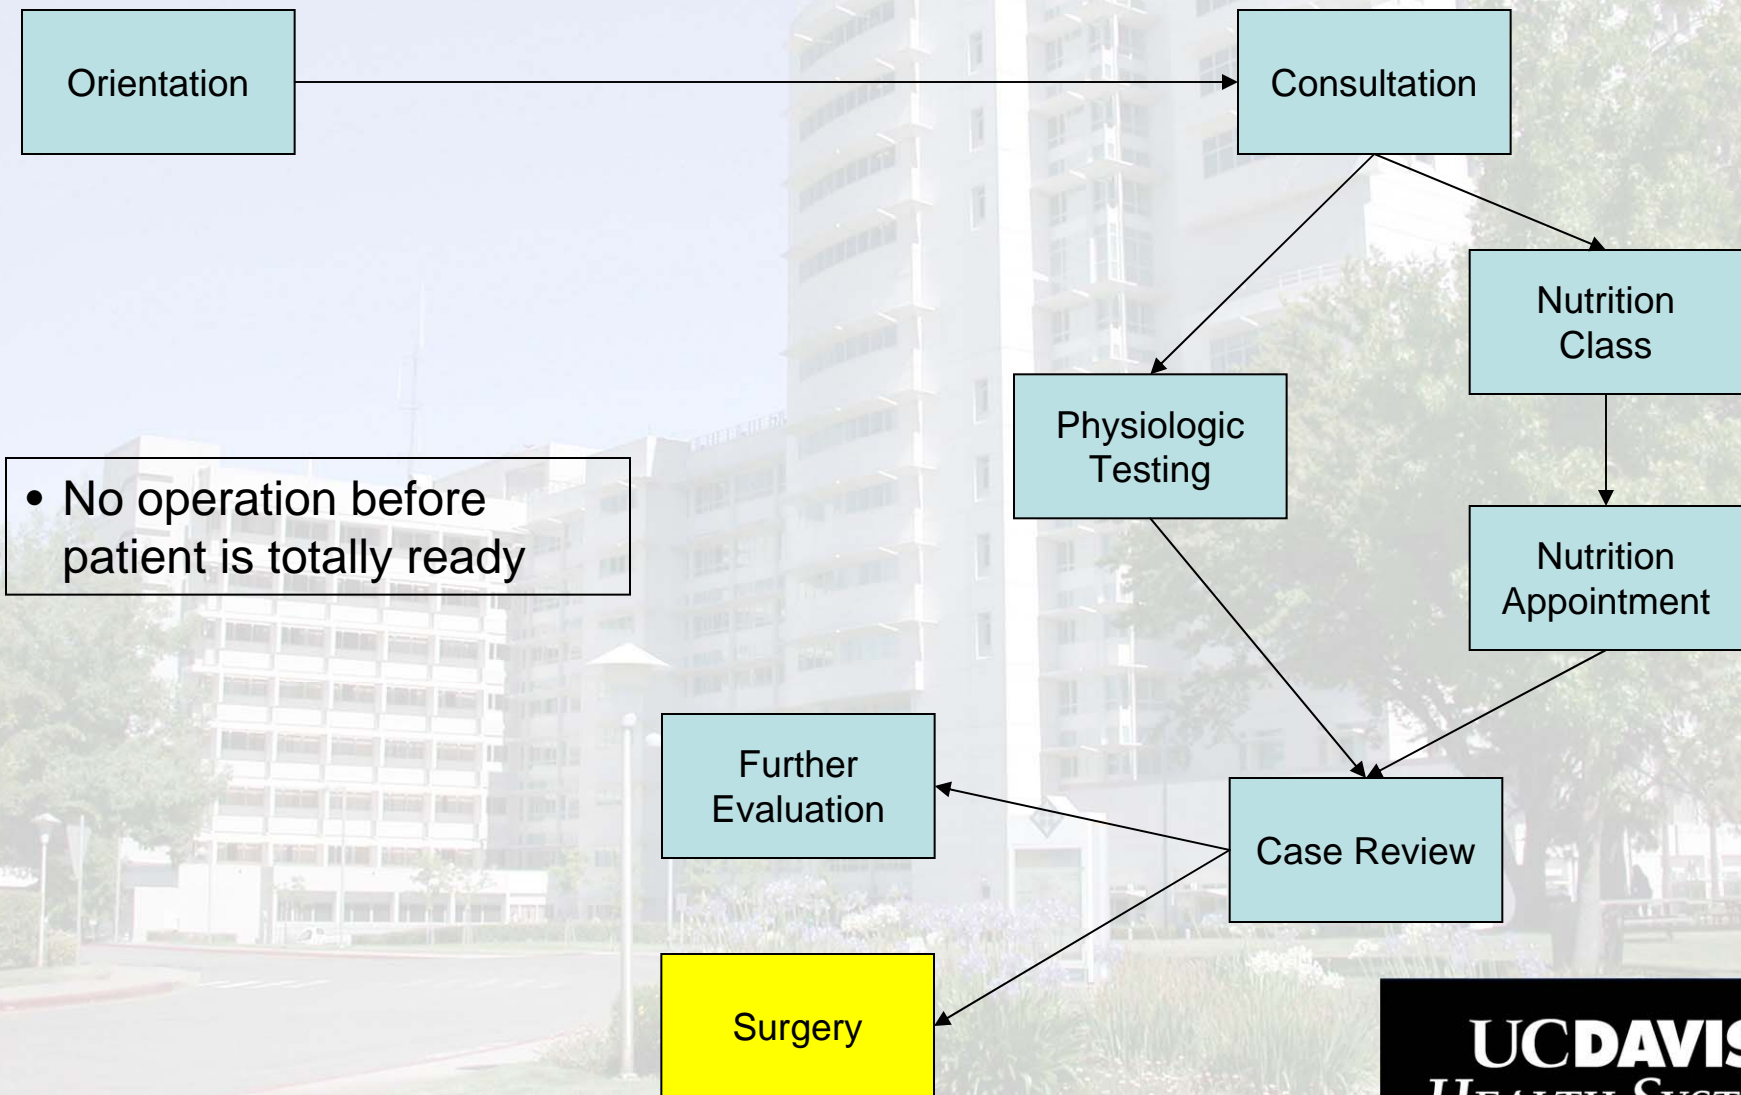 Orientation
Consultation
Nutrition
Class
Physiologic
Testing
• No operation before
patient is totally ready
Nutrition
Appointment
Further
Evaluation
Case Review
Surgery
UCDAVIS